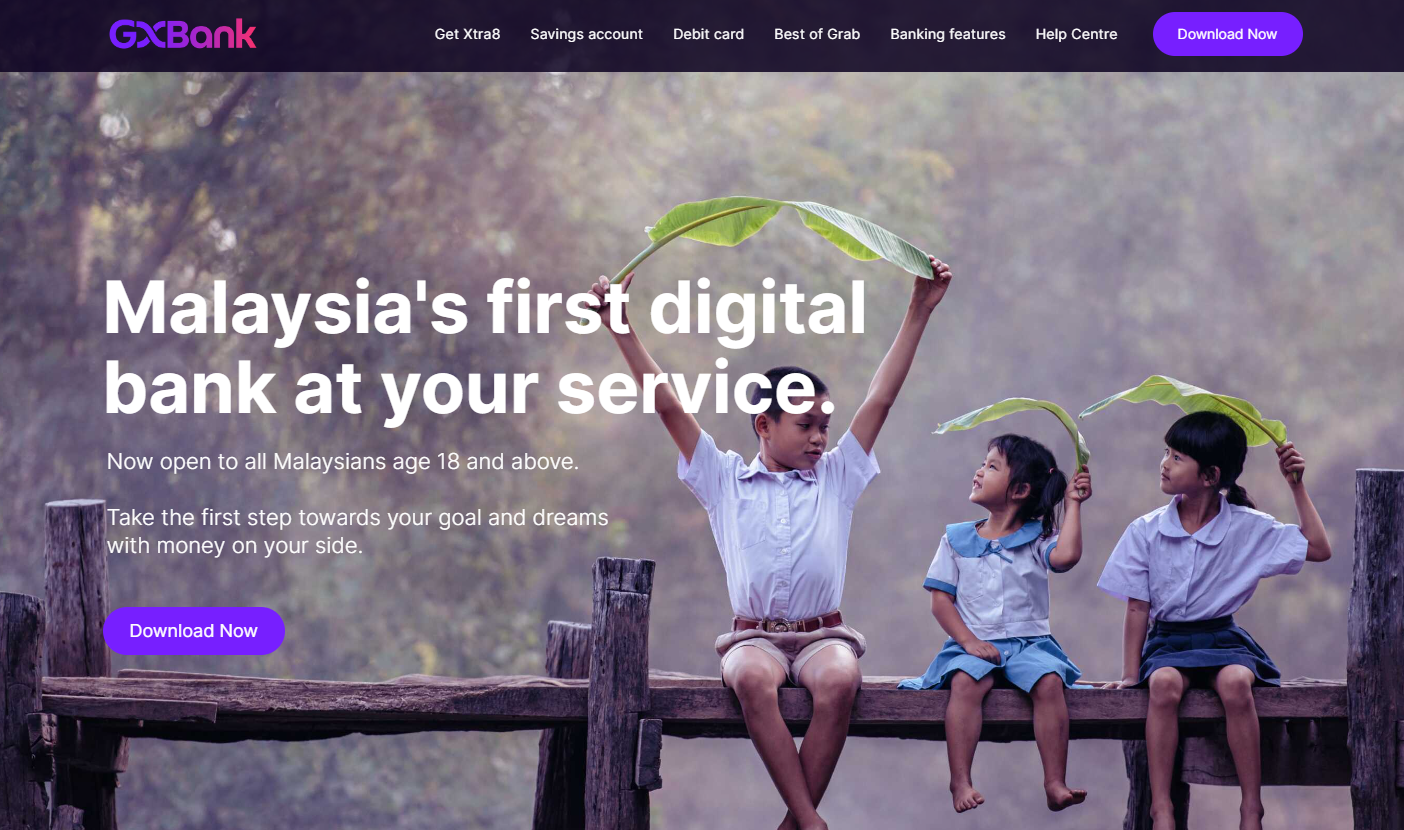 GXBank
Get Xtra8
Savings account
Debit card
Best of Grab
Banking features
Help Centre
Download Now
Malaysia's first digital
bank at your service.
Now open to all Malaysians age 18 and above.
Take the first step towards your goal and dreams
with money on your side.
Download Now